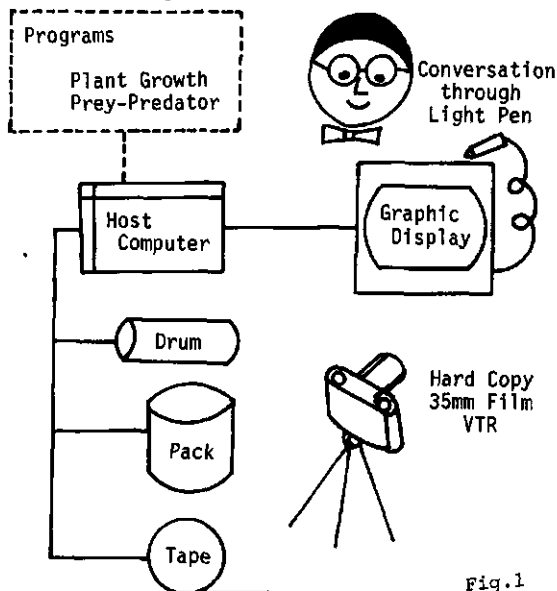 Programs
Plant Growth
Prey-Predator
Conversation
through
Light Pen
Host
Computer
Graphic
Display
Drum
Pack
Tape
Hard Copy
35mm Film
VTR
Fig.1